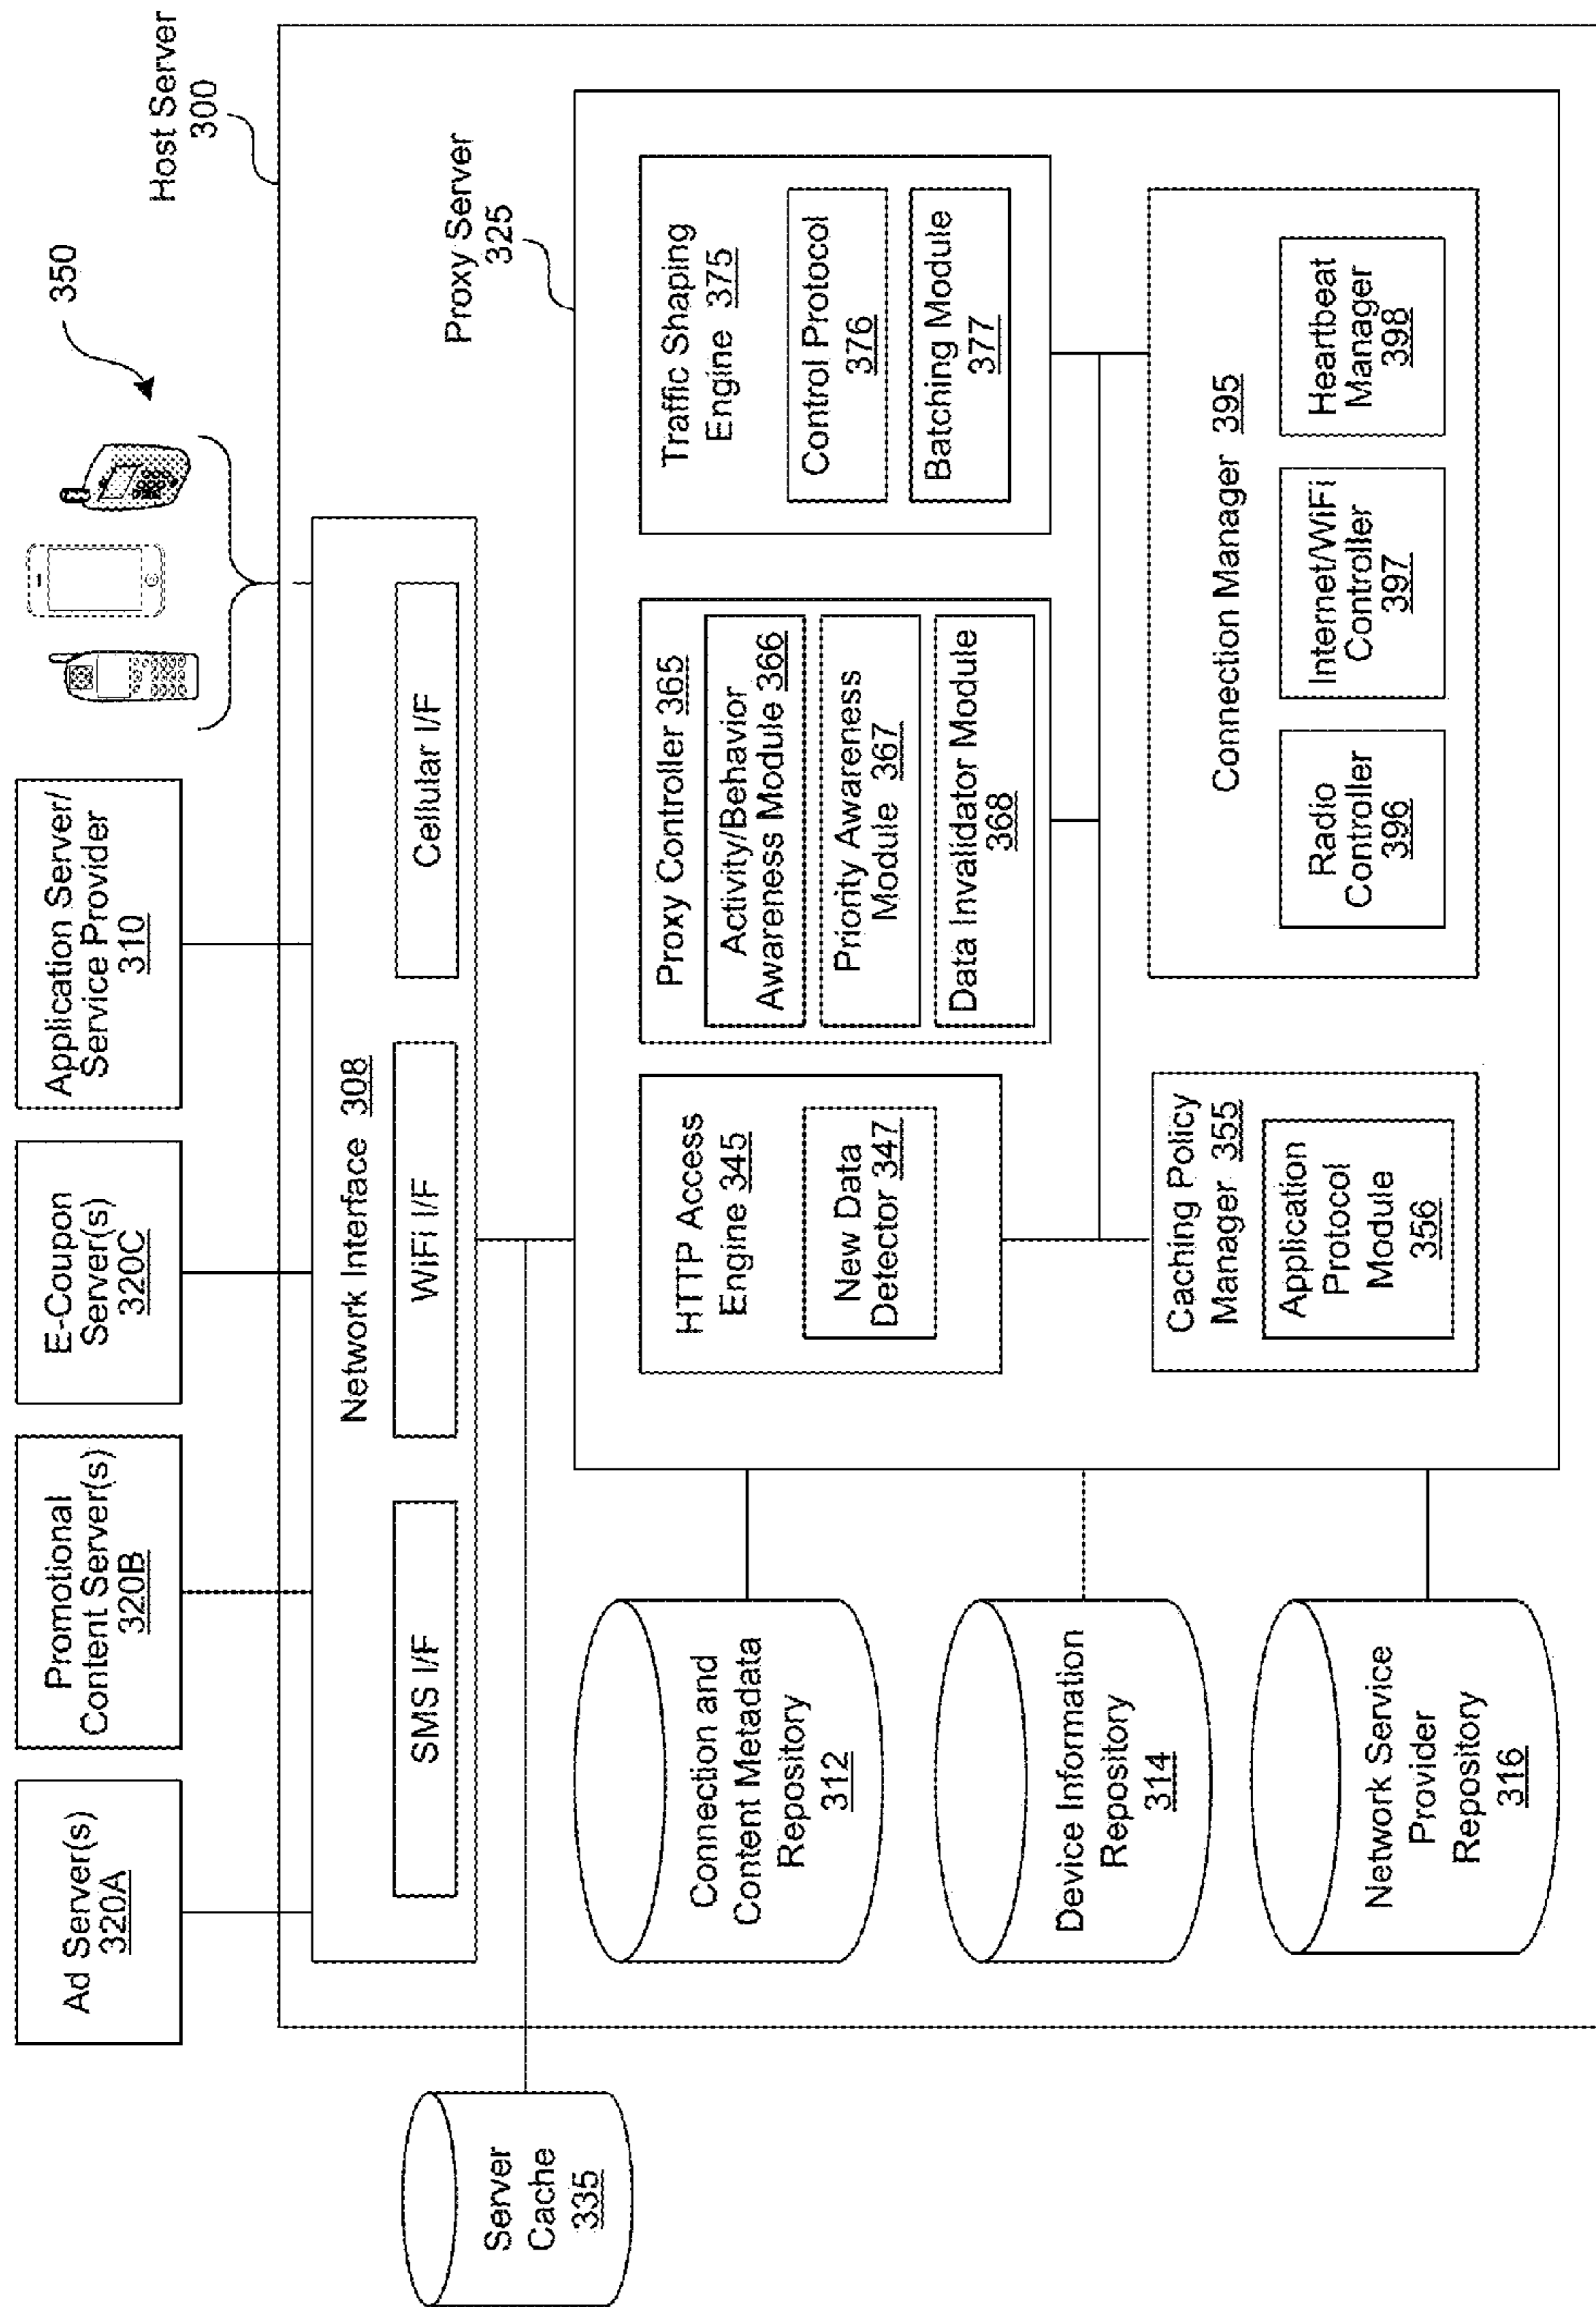 Ad Server(s)
320A
Promotional
Content Server(s)
320B
E-Coupon
Server(s)
320C
Application Server/
Service Provider
310
350
Host Server
300
Network Interface 308
SMS I/F
WiFi I/F
Cellular I/F
Server
Cache
335
Proxy Server
325
Connection and
Content Metadata
Repository
312
Device Information
Repository
314
Network Service
Provider
Repository
316
HTTP Access
Engine 345
New Data
Detector 347
Proxy Controller 365
Activity/Behavior
Awareness Module 366
Priority Awareness
Module 367
Data Invalidator Module
368
Traffic Shaping
Engine 375
Control Protocol
376
Batching Module
377
Caching Policy
Manager 355
Application
Protocol
Module
356
Connection Manager 395
Radio
Controller
396
Internet/WiFi
Controller
397
Heartbeat
Manager
398